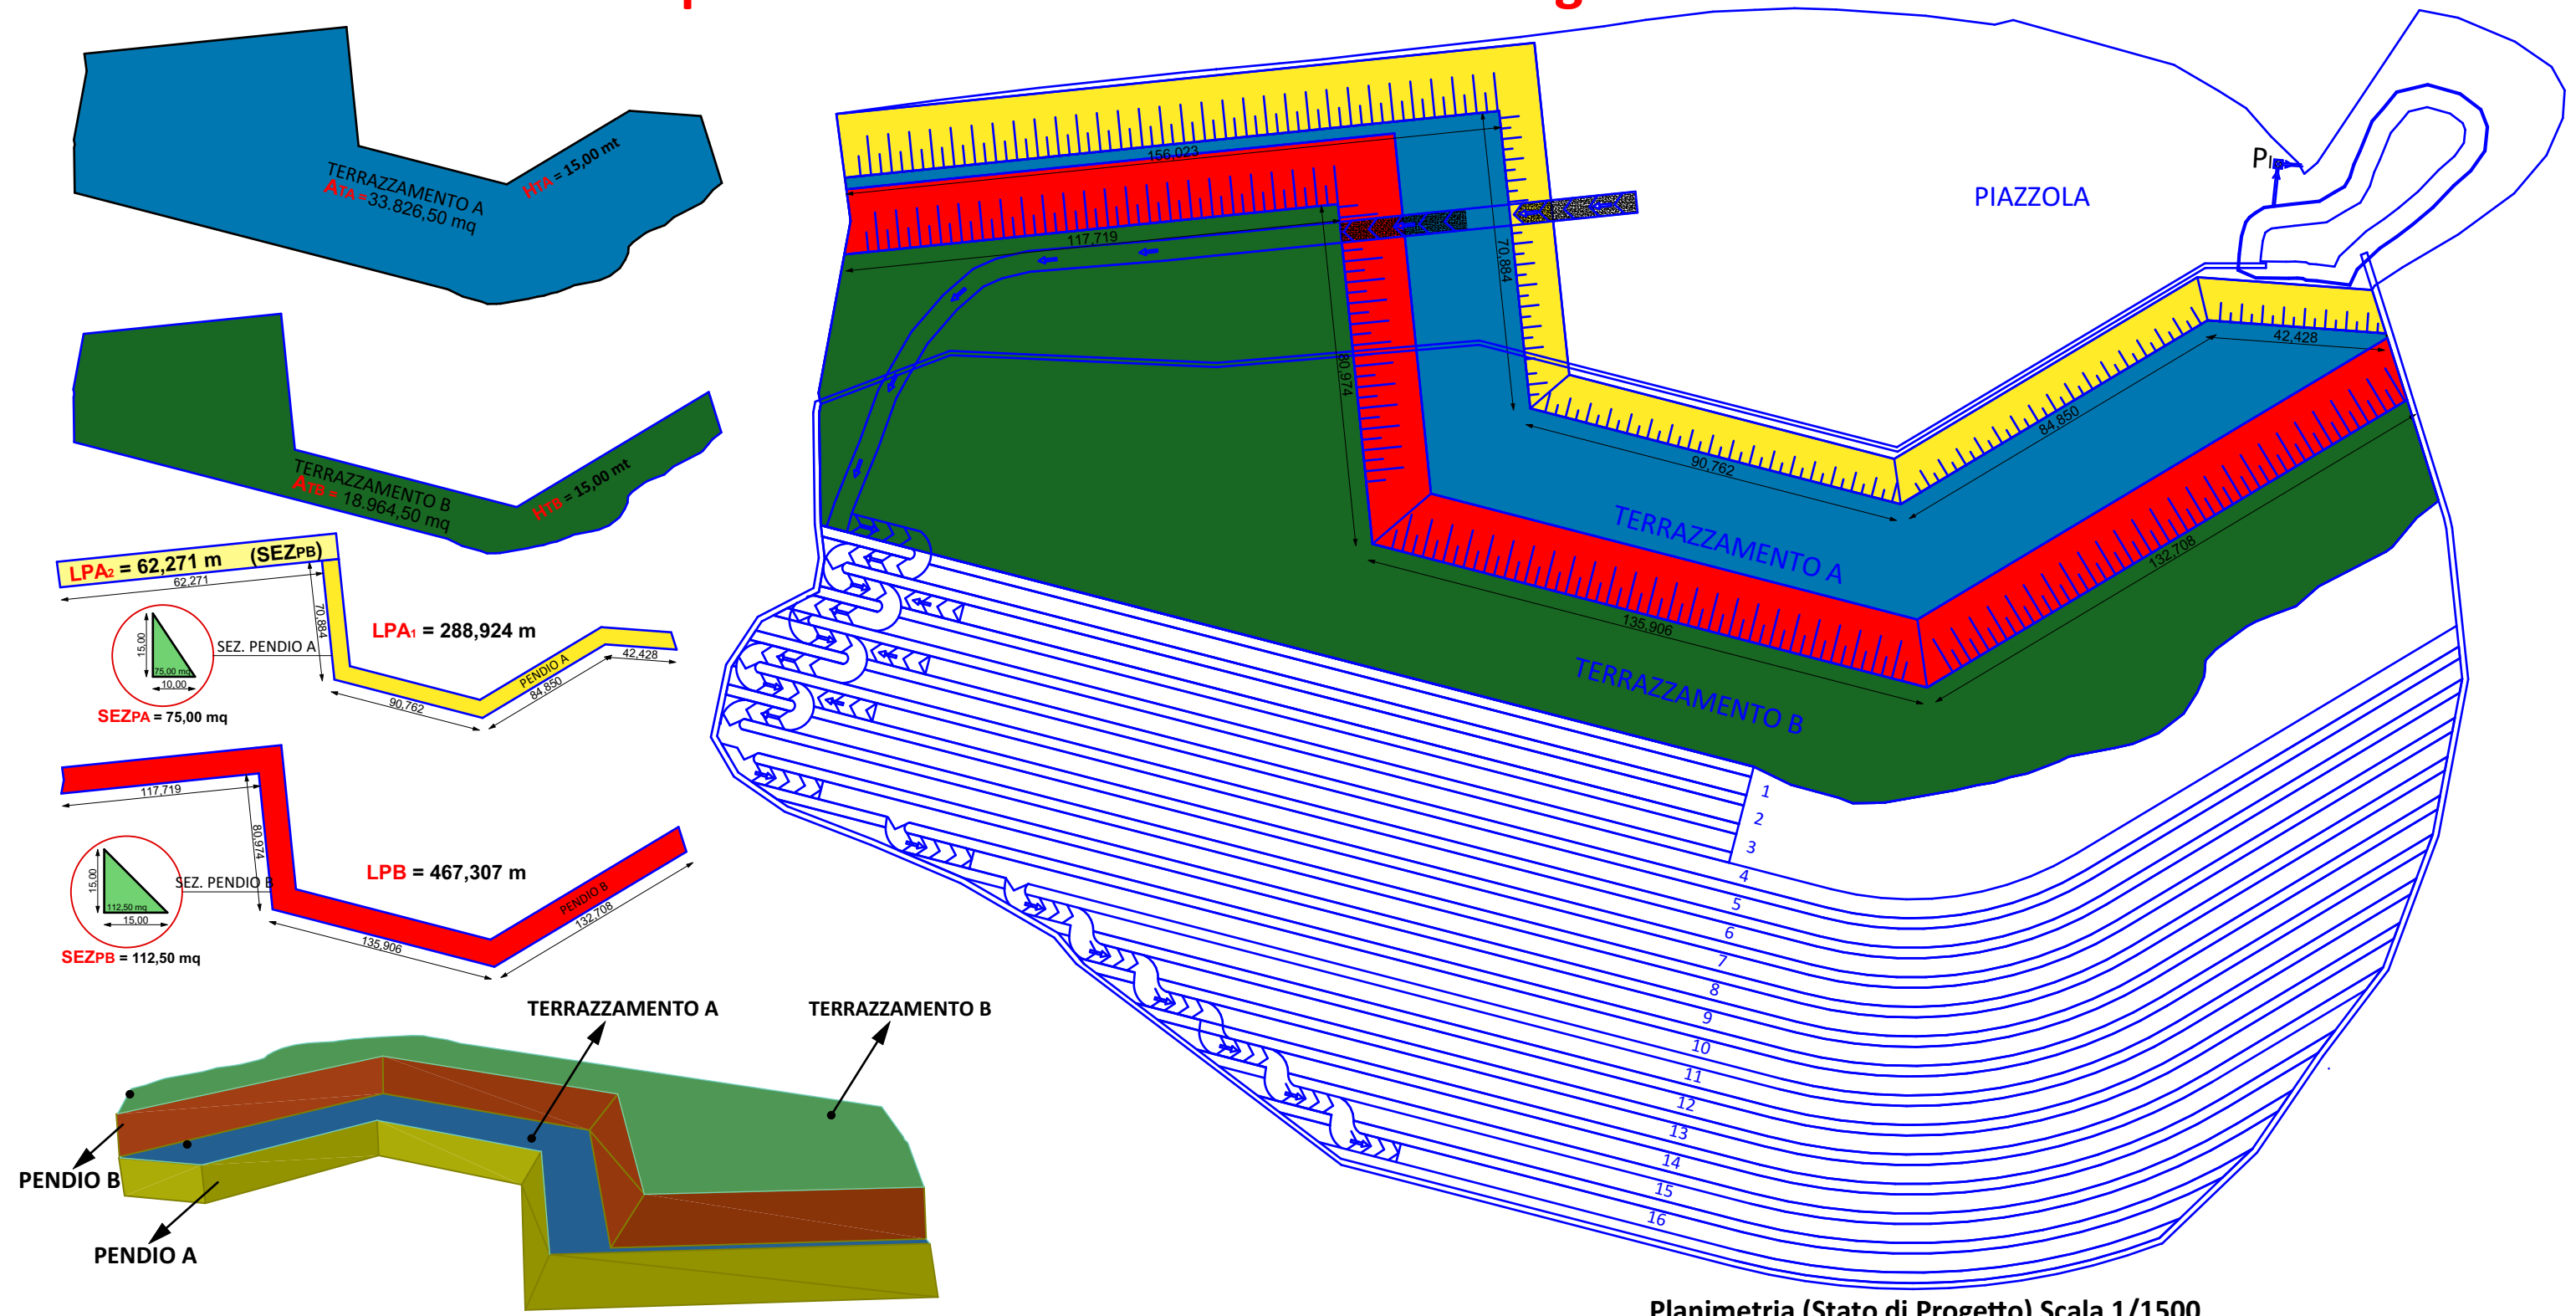 TERRAZZAMENTO A
ATA =33.826,50 mq
HTA = 15,00 mt
TERRAZZAMENTO B
ATB = 18.964,50 mq
HTB = 15,00 mt
LPA2 = 62,271 m (SEZPB)
62,271
70,884
LPA1 = 288,924 m
15,00
75,00 mq
10,00
SEZ. PENDIO A
SEZPA = 75,00 mq
PENDIO A
90,762
84,850
42,428
117,719
80,974
LPB = 467,307 m
15,00
112,50 mq
15,00
SEZ. PENDIO B
SEZPB = 112,50 mq
PENDIO B
135,906
132,708
TERRAZZAMENTO A
TERRAZZAMENTO B
PENDIO B
PENDIO A
156,023
117,719
70,884
80,974
PIAZZOLA
42,428
84,850
90,762
TERRAZZAMENTO A
132,708
135,906
TERRAZZAMENTO B
1
2
3
4
5
6
7
8
9
10
11
12
13
14
15
16
Planimetria (Stato di Progetto) Scala 1/1500